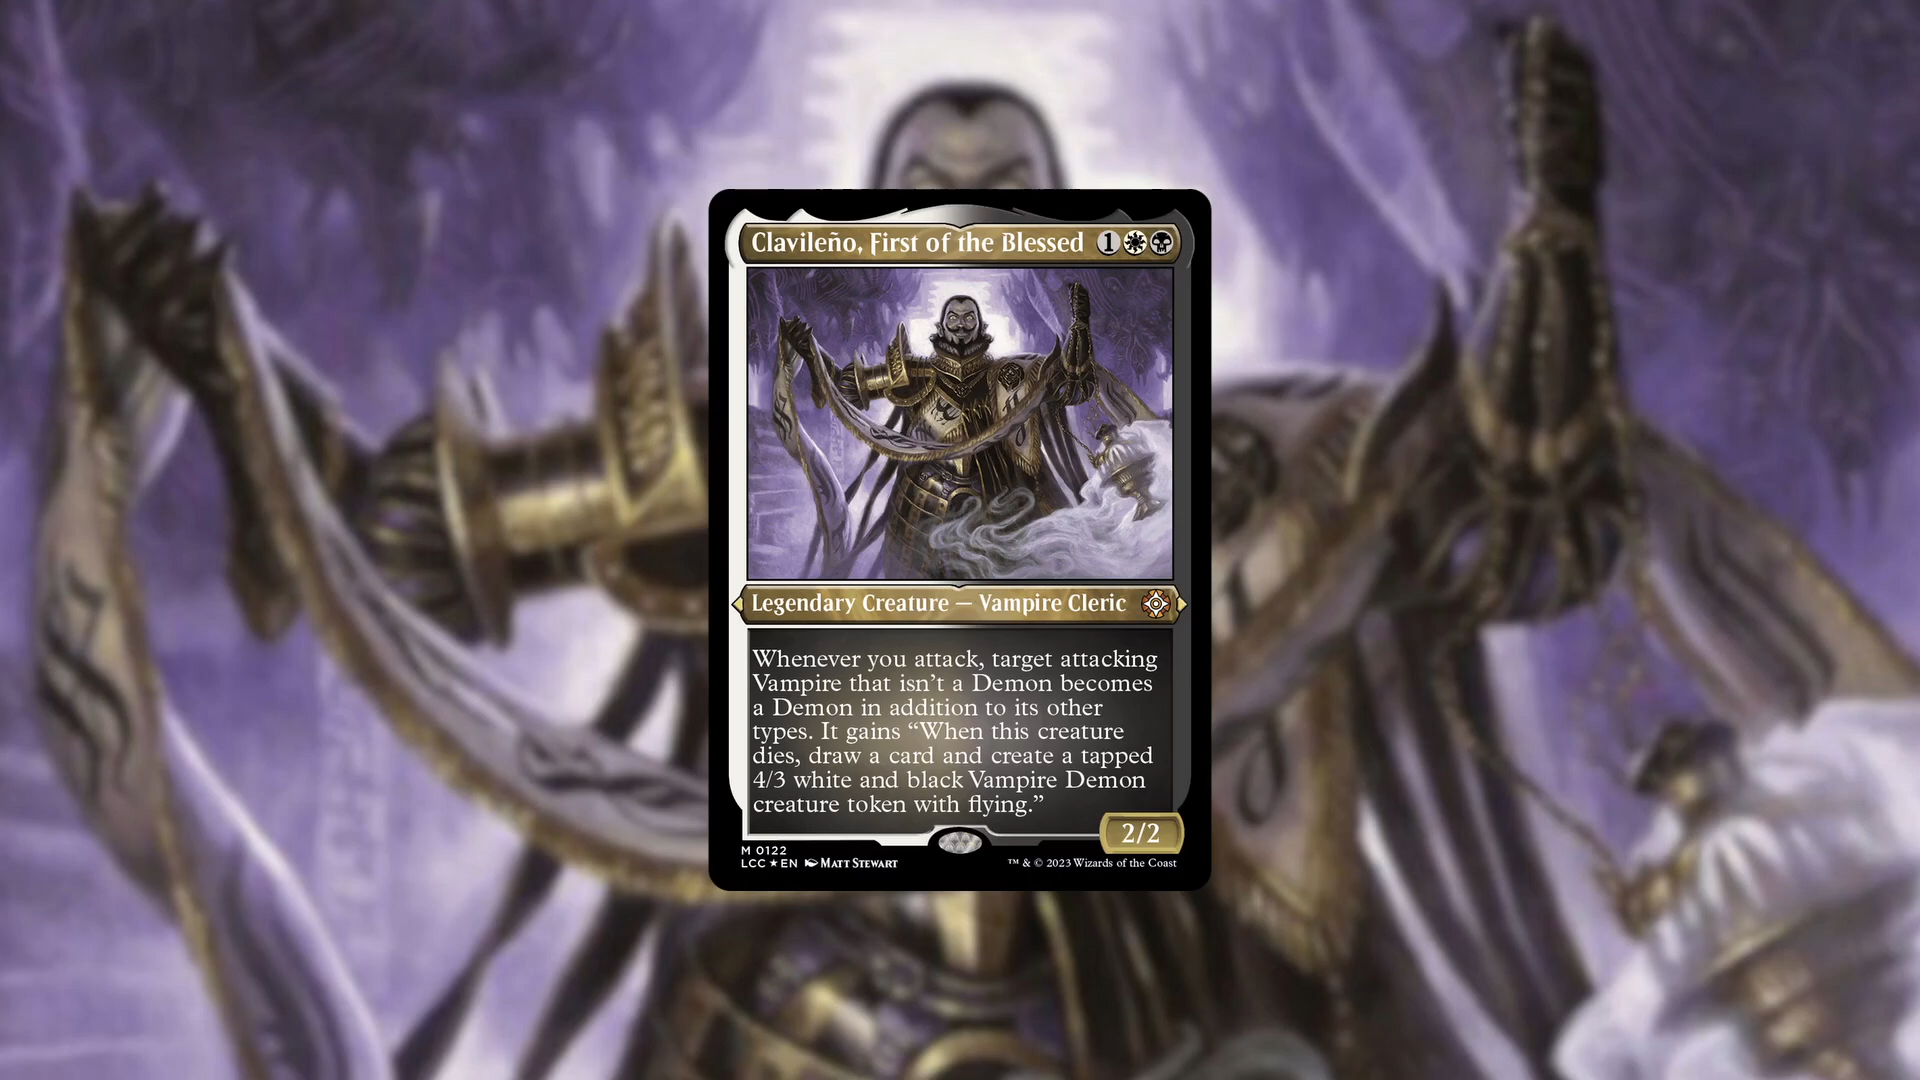 Clavileño, First of the Blessed 1
Legendary Creature — Vampire Cleric
Whenever you attack, target attacking
Vampire that isn't a Demon becomes
a Demon in addition to its other
types. It gains “When this creature
dies, draw a card and create a tapped
4/3 white and black Vampire Demon
creature token with flying.”
2/2
M 0122
LCC ★ EN Matt Stewart
™ & © 2023 Wizards of the Coast